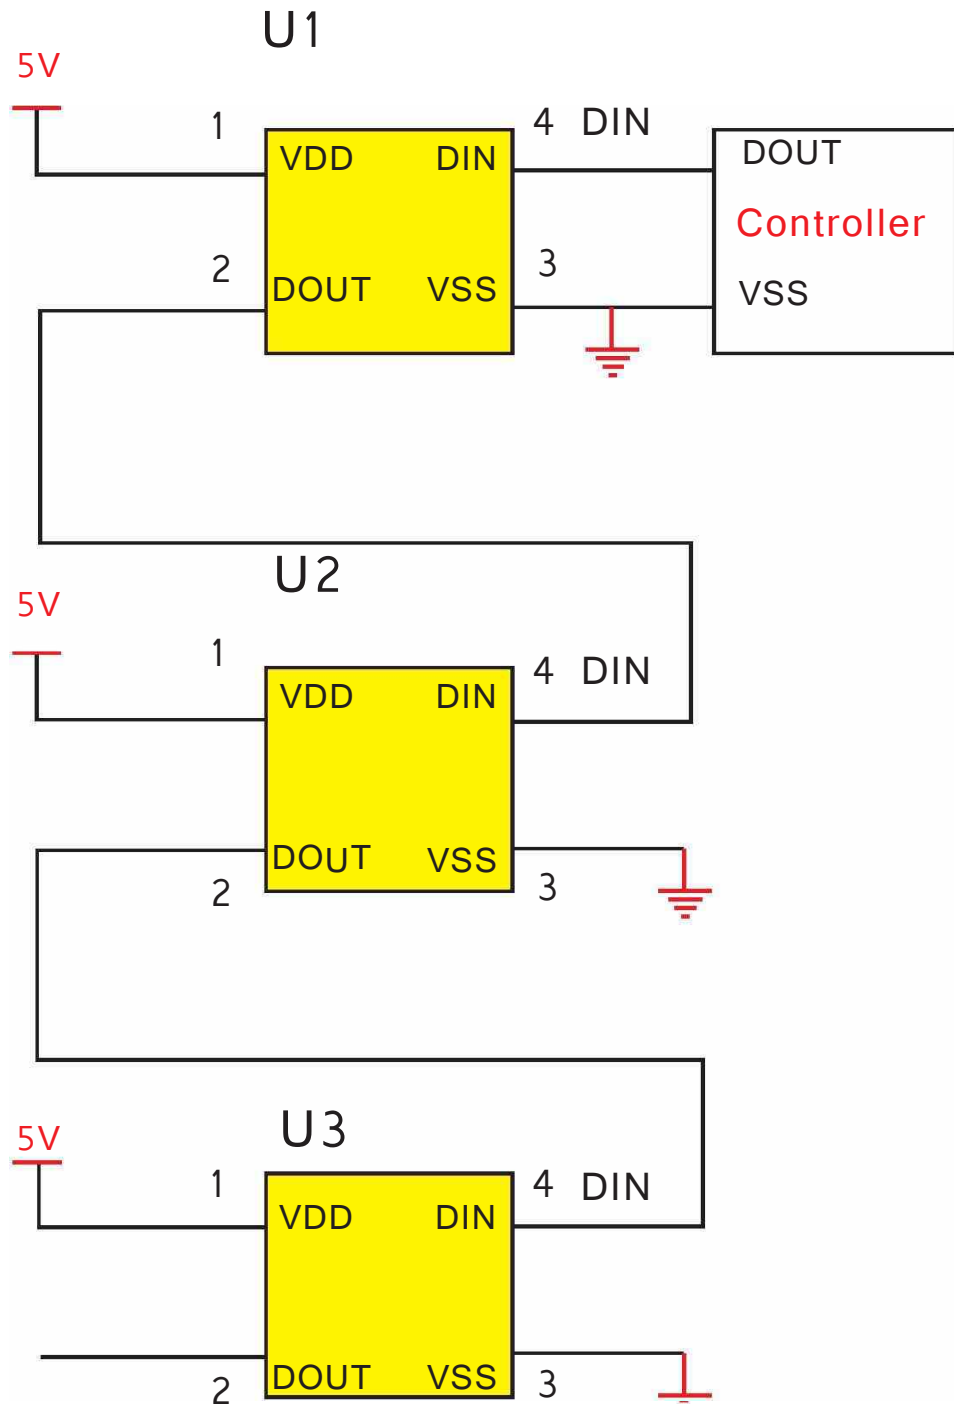 U1
5V
1
4 DIN
VDD
DIN
DOUT
Controller
2
3
DOUT
VSS
VSS
U2
5V
1
4 DIN
VDD
DIN
DOUT
VSS
2
3
U3
5V
1
4 DIN
VDD
DIN
DOUT
VSS
2
3